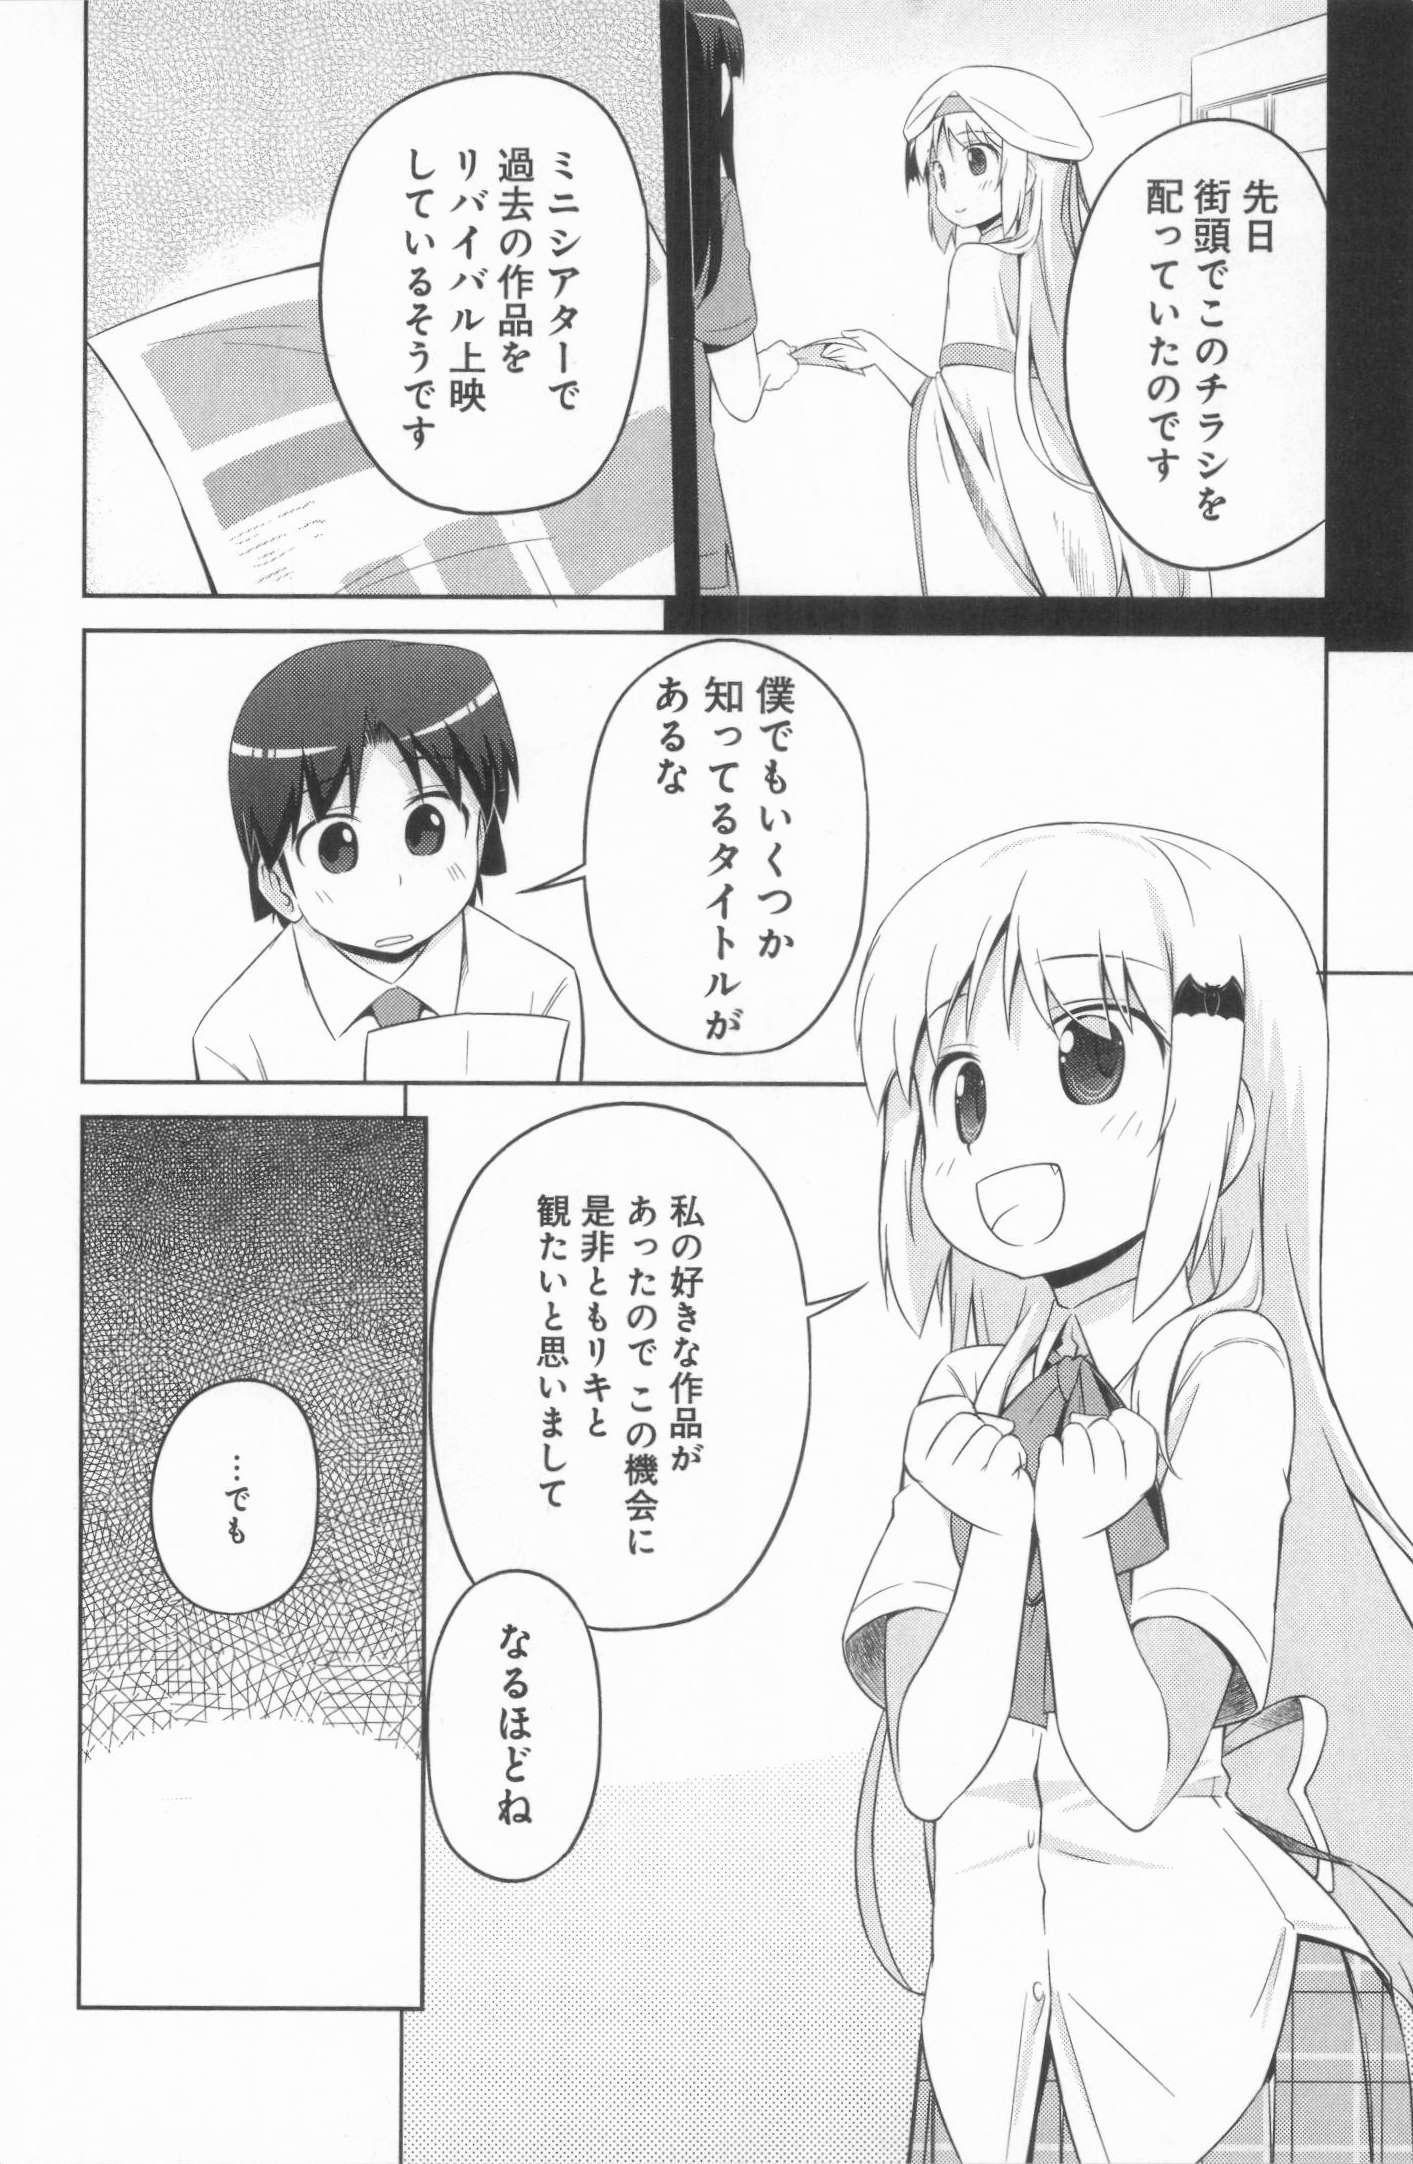 先日
街頭でこのチラシを
配っていたのです
ミニシアターで
過去の作品を
リバイバル上映
しているそうです
僕でもいくつか
知ってるタイトルが
あるな
私の好きな作品が
あったので この機会に
是非ともリキと
観たいと思いまして
なるほどね
…でも